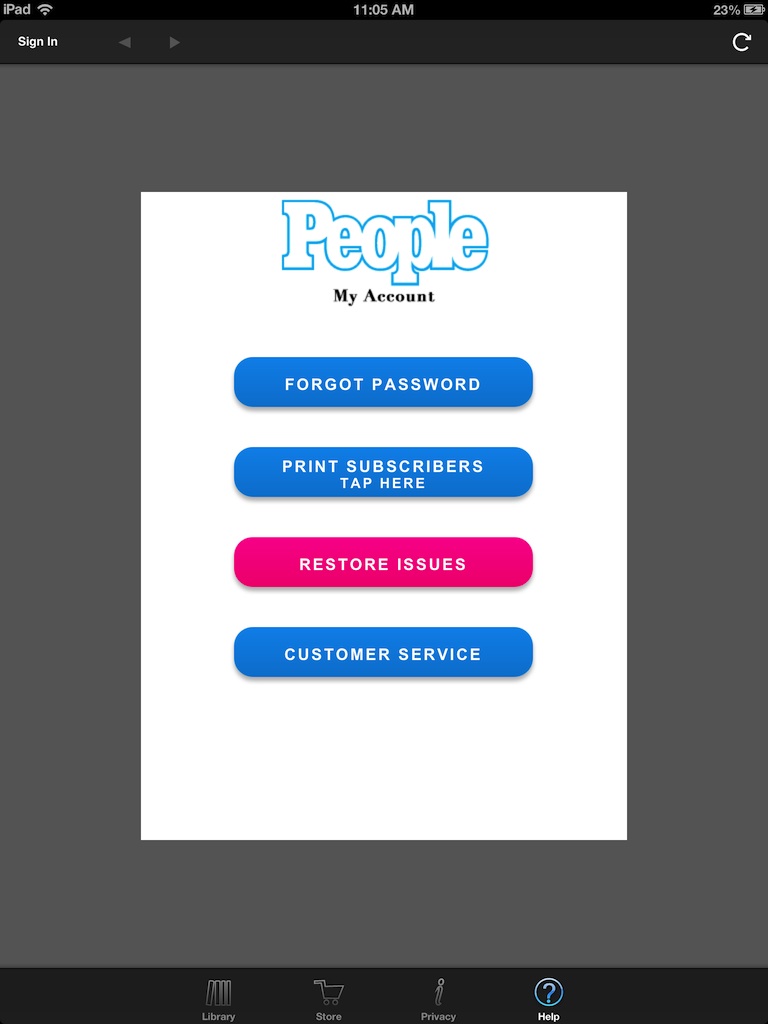 iPad 11:05 AM 23%
Sign In
People
My Account
FORGOT PASSWORD
PRINT SUBSCRIBERS
TAP HERE
RESTORE ISSUES
CUSTOMER SERVICE
Library Store Privacy Help